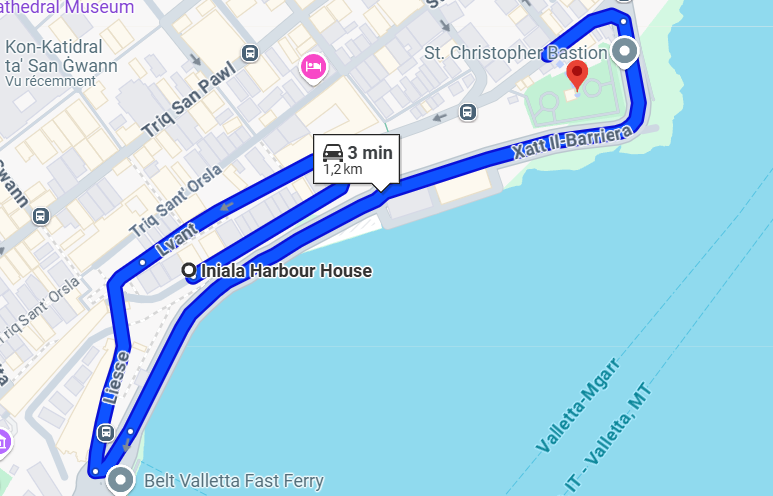 athedral Museum
Kon-Katidral
ta' San Ġwann
Vu récemment
St. Christopher Bastion
Triq San Pawl
3 min
1,2 km
Xatt Il-Barriera
Triq Sant' Orsla
Lvant
Iniala Harbour House
Triq Sant' Orsla
Liesse
Valletta-Mgarr
IT - Valletta, MT
Belt Valletta Fast Ferry